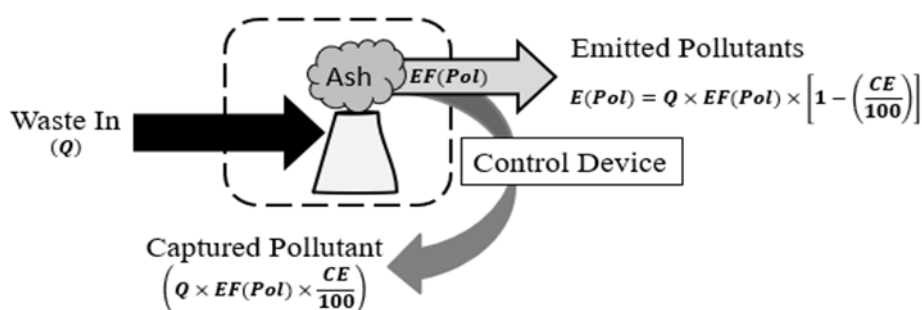 Emitted Pollutants
Ash
EF(Pol)
E(Pol) = Q × EF(Pol) × [1 − (CE/100)]
Waste In
(Q)
Control Device
Captured Pollutant
(Q × EF(Pol) × CE/100)